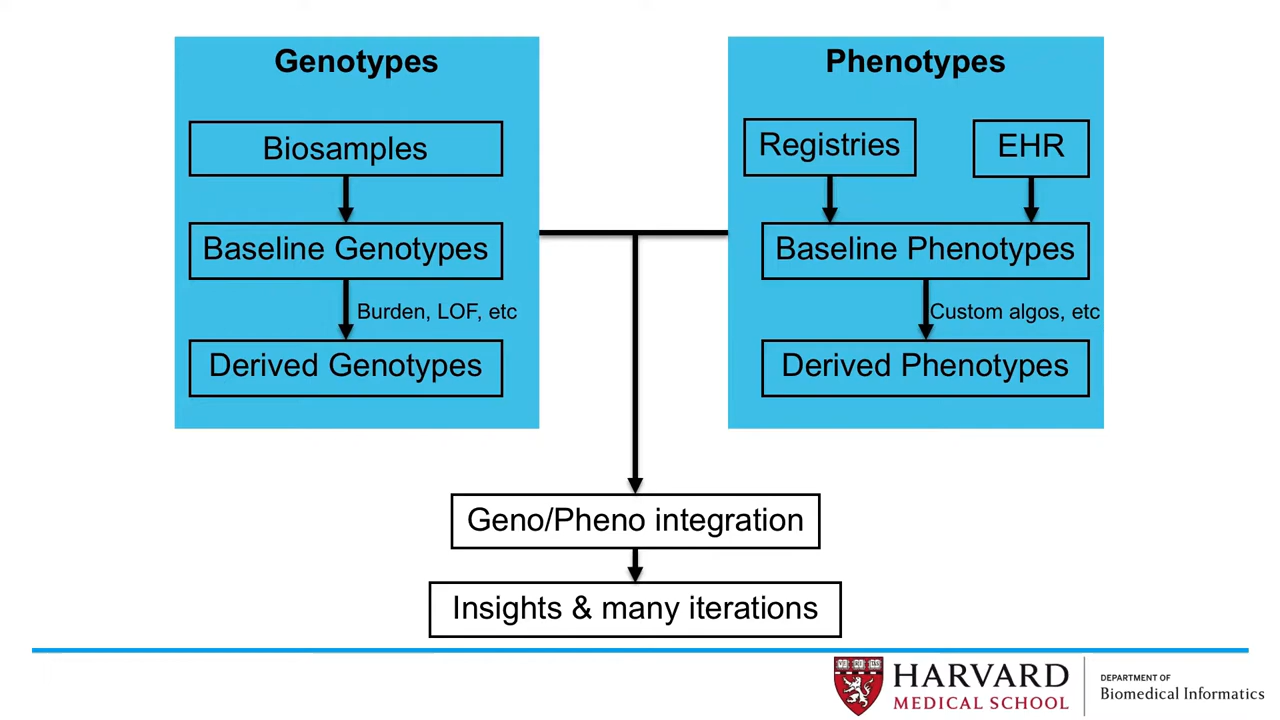 Genotypes
Biosamples
Baseline Genotypes
Burden, LOF, etc
Derived Genotypes
Phenotypes
Registries
EHR
Baseline Phenotypes
Custom algos, etc
Derived Phenotypes
Geno/Pheno integration
Insights & many iterations
HARVARD
MEDICAL SCHOOL
DEPARTMENT OF
Biomedical Informatics